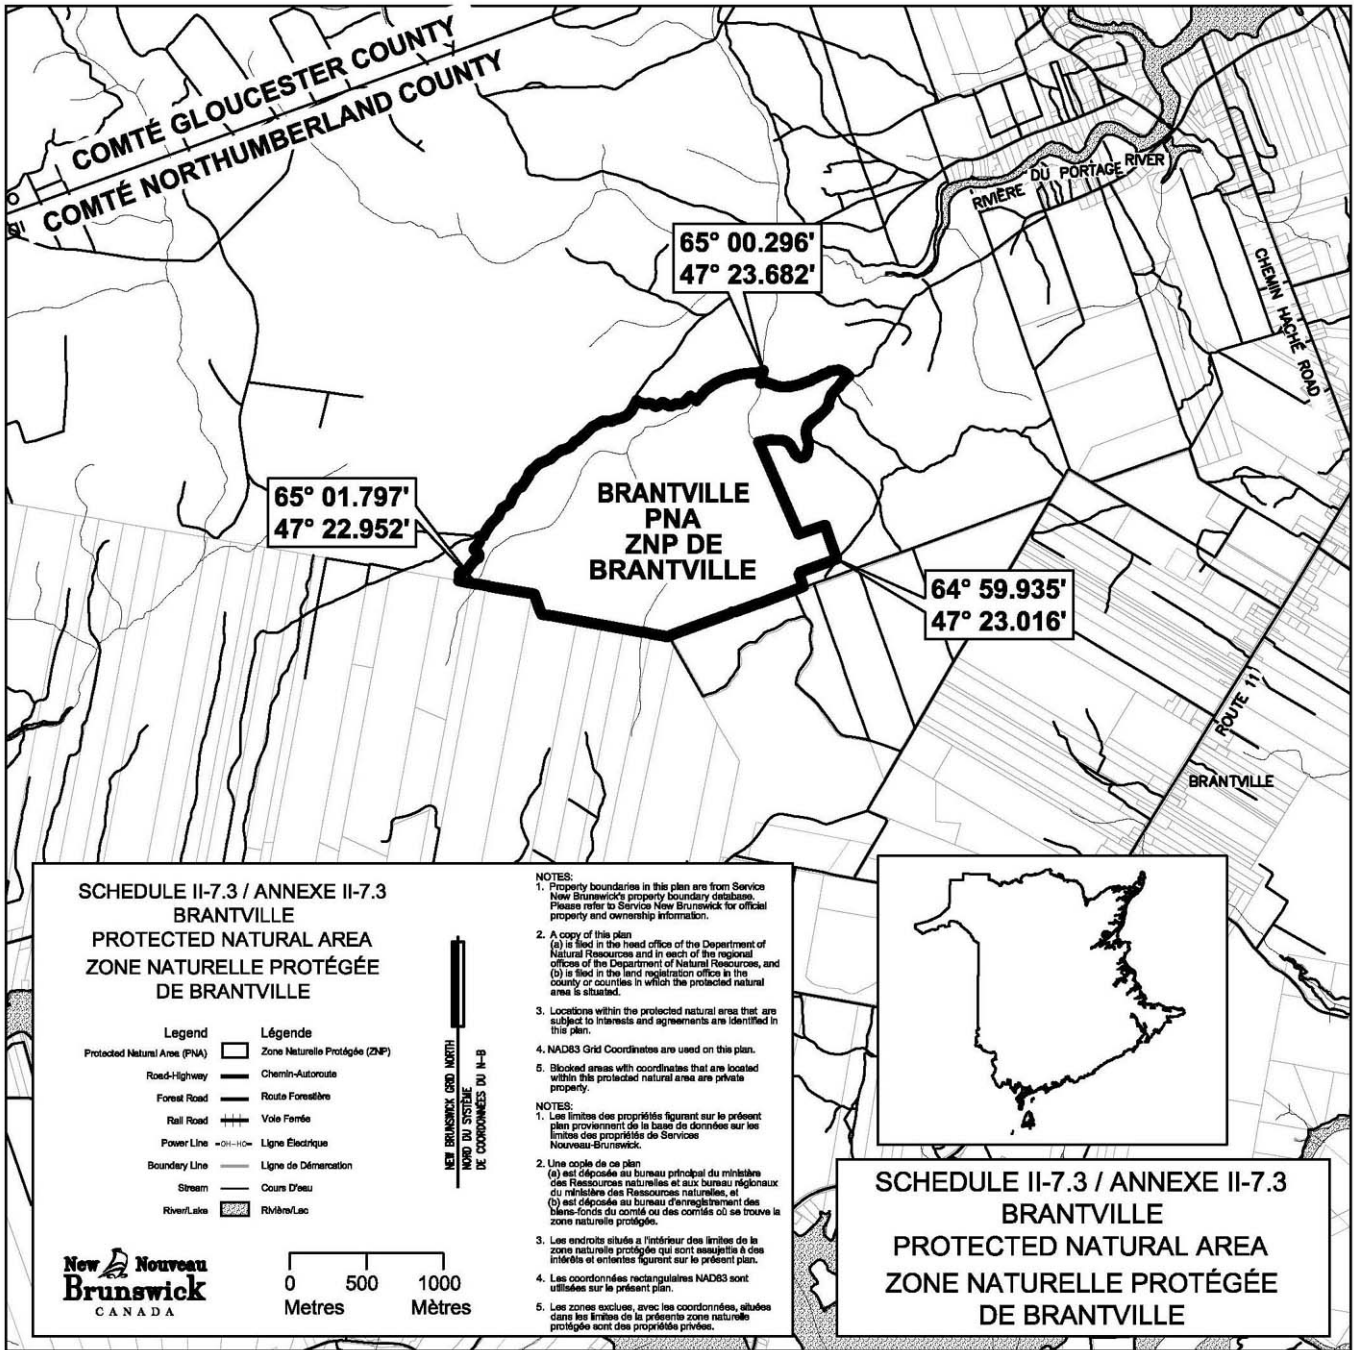 COMTÉ GLOUCESTER COUNTY
COMTÉ NORTHUMBERLAND COUNTY
RIVIÈRE DU PORTAGE RIVER
CHEMIN HACHÉ ROAD
65° 00.296'
47° 23.682'
65° 01.797'
47° 22.952'
BRANTVILLE
PNA
ZNP DE
BRANTVILLE
64° 59.935'
47° 23.016'
ROUTE 11
BRANTVILLE
SCHEDULE II-7.3 / ANNEXE II-7.3
BRANTVILLE
PROTECTED NATURAL AREA
ZONE NATURELLE PROTÉGÉE
DE BRANTVILLE
Legend Légende
Protected Natural Area (PNA) Zone Naturelle Protégée (ZNP)
Road-Highway Chemin-Autoroute
Forest Road Route Forestière
Rail Road Voie Ferrée
Power Line -OH-HO- Ligne Électrique
Boundary Line Ligne de Démarcation
Stream Cours D'eau
River/Lake Rivière/Lac
NEW BRUNSWICK GRID NORTH
NORD DU SYSTÈME
DE COORDONNÉES DU N-B
New Nouveau
Brunswick
CANADA
0 500 1000
Metres Mètres
NOTES:
1. Property boundaries in this plan are from Service
New Brunswick's property boundary database.
Please refer to Service New Brunswick for official
property and ownership information.
2. A copy of this plan
(a) is filed in the head office of the Department of
Natural Resources and in each of the regional
offices of the Department of Natural Resources, and
(b) is filed in the land registration office in the
county or counties in which the protected natural
area is situated.
3. Locations within the protected natural area that are
subject to interests and agreements are identified in
this plan.
4. NAD83 Grid Coordinates are used on this plan.
5. Blocked areas with coordinates that are located
within this protected natural area are private
property.
NOTES:
1. Les limites des propriétés figurant sur le présent
plan proviennent de la base de données sur les
limites des propriétés de Services
Nouveau-Brunswick.
2. Une copie de ce plan
(a) est déposée au bureau principal du ministère
des Ressources naturelles et aux bureau régionaux
du ministère des Ressources naturelles, et
(b) est déposée au bureau d'enregistrement des
biens-fonds du comté ou des comtés où se trouve la
zone naturelle protégée.
3. Les endroits situés a l'intérieur des limites de la
zone naturelle protégée qui sont assujettis à des
intérêts et ententes figurent sur le présent plan.
4. Les coordonnées rectangulaires NAD83 sont
utilisées sur le présent plan.
5. Les zones exclues, avec les coordonnées, situées
dans les limites de la présente zone naturelle
protégée sont des propriétés privées.
SCHEDULE II-7.3 / ANNEXE II-7.3
BRANTVILLE
PROTECTED NATURAL AREA
ZONE NATURELLE PROTÉGÉE
DE BRANTVILLE